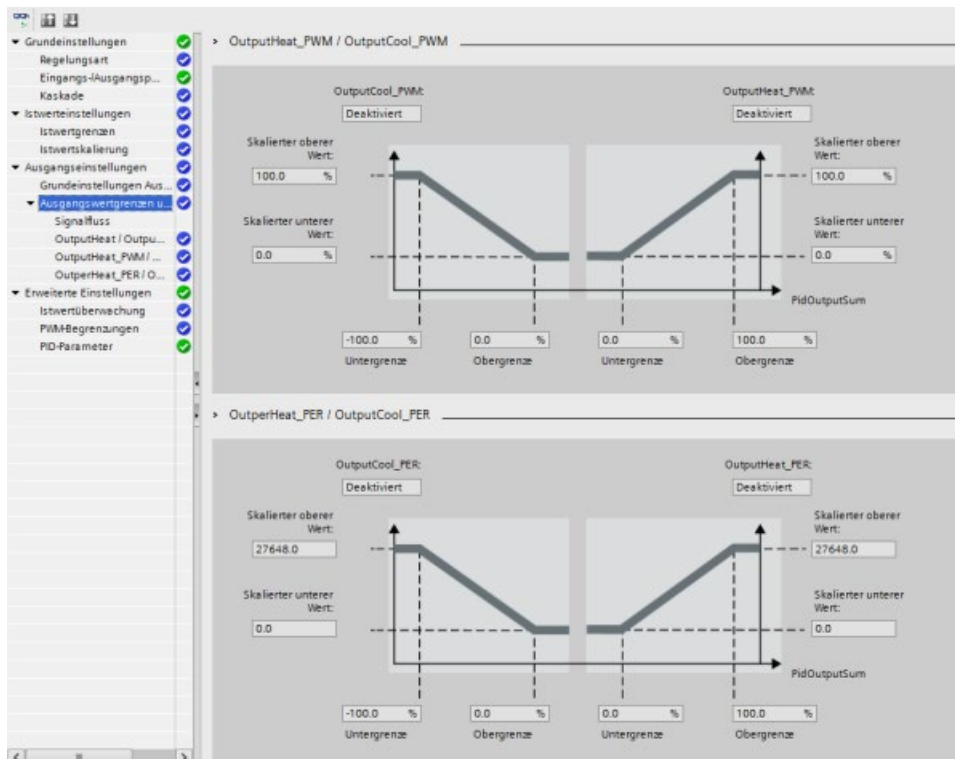 Grundeinstellungen
Regelungsart
Eingangs-/Ausgangsp...
Kaskade
Istwerteinstellungen
Istwertgrenzen
Istwertskalierung
Ausgangseinstellungen
Grundeinstellungen Aus...
Ausgangswertgrenzen u...
Signalfluss
OutputHeat / Outpu...
OutputHeat_PWM / ...
OutperHeat_PER / O...
Erweiterte Einstellungen
Istwertüberwachung
PWM-Begrenzungen
PID-Parameter
OutputHeat_PWM / OutputCool_PWM
OutputCool_PWM:
Deaktiviert
OutputHeat_PWM:
Deaktiviert
Skalierter oberer
Wert:
100.0 %
Skalierter oberer
Wert:
100.0 %
Skalierter unterer
Wert:
0.0 %
Skalierter unterer
Wert:
0.0 %
PidOutputSum
-100.0 %
0.0 %
0.0 %
100.0 %
Untergrenze
Obergrenze
Untergrenze
Obergrenze
OutperHeat_PER / OutputCool_PER
OutputCool_PER:
Deaktiviert
OutputHeat_PER:
Deaktiviert
Skalierter oberer
Wert:
27648.0
Skalierter oberer
Wert:
27648.0
Skalierter unterer
Wert:
0.0
Skalierter unterer
Wert:
0.0
PidOutputSum
-100.0 %
0.0 %
0.0 %
100.0 %
Untergrenze
Obergrenze
Untergrenze
Obergrenze